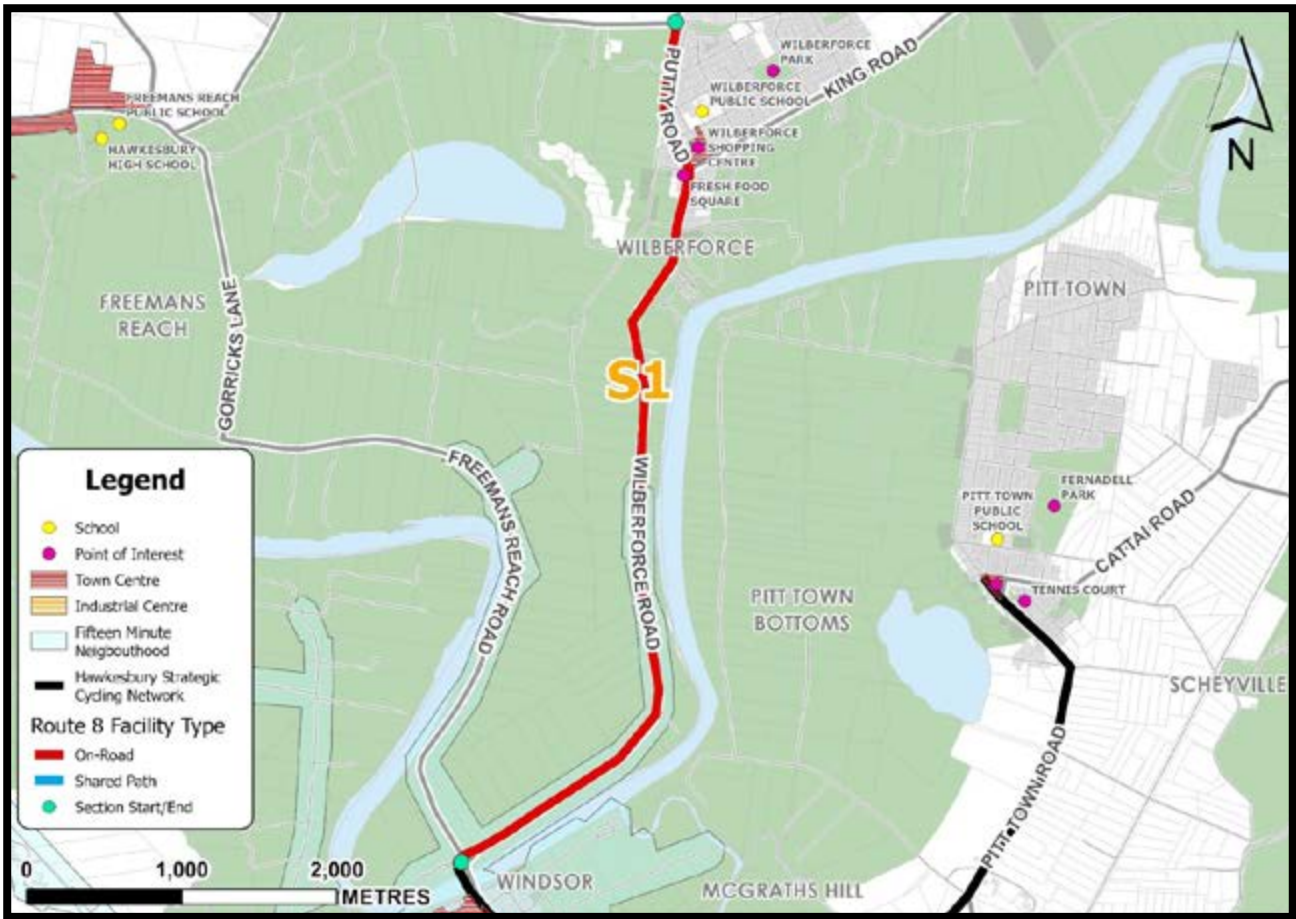 WILBERFORCE
PARK
KING ROAD
PUTTY ROAD
WILBERFORCE
PUBLIC SCHOOL
FREEMANS REACH
PUBLIC SCHOOL
HAWKESBURY
HIGH SCHOOL
WILBERFORCE
SHOPPING
CENTRE
FRESH FOOD
SQUARE
N
WILBERFORCE
PITT TOWN
FREEMANS
REACH
GORRICKS LANE
S1
FREEMANS REACH ROAD
WILBERFORCE ROAD
FERNADELL
PARK
PITT TOWN
PUBLIC
SCHOOL
CATTAI ROAD
TENNIS COURT
PITT TOWN
BOTTOMS
SCHEYVILLE
PITT TOWN ROAD
Legend
School
Point of Interest
Town Centre
Industrial Centre
Fifteen Minute
Neigbouthood
Hawkesbury Strategic
Cycling Network
Route 8 Facility Type
On-Road
Shared Path
Section Start/End
0 1,000 2,000
METRES
WINDSOR
MCGRATHS HILL